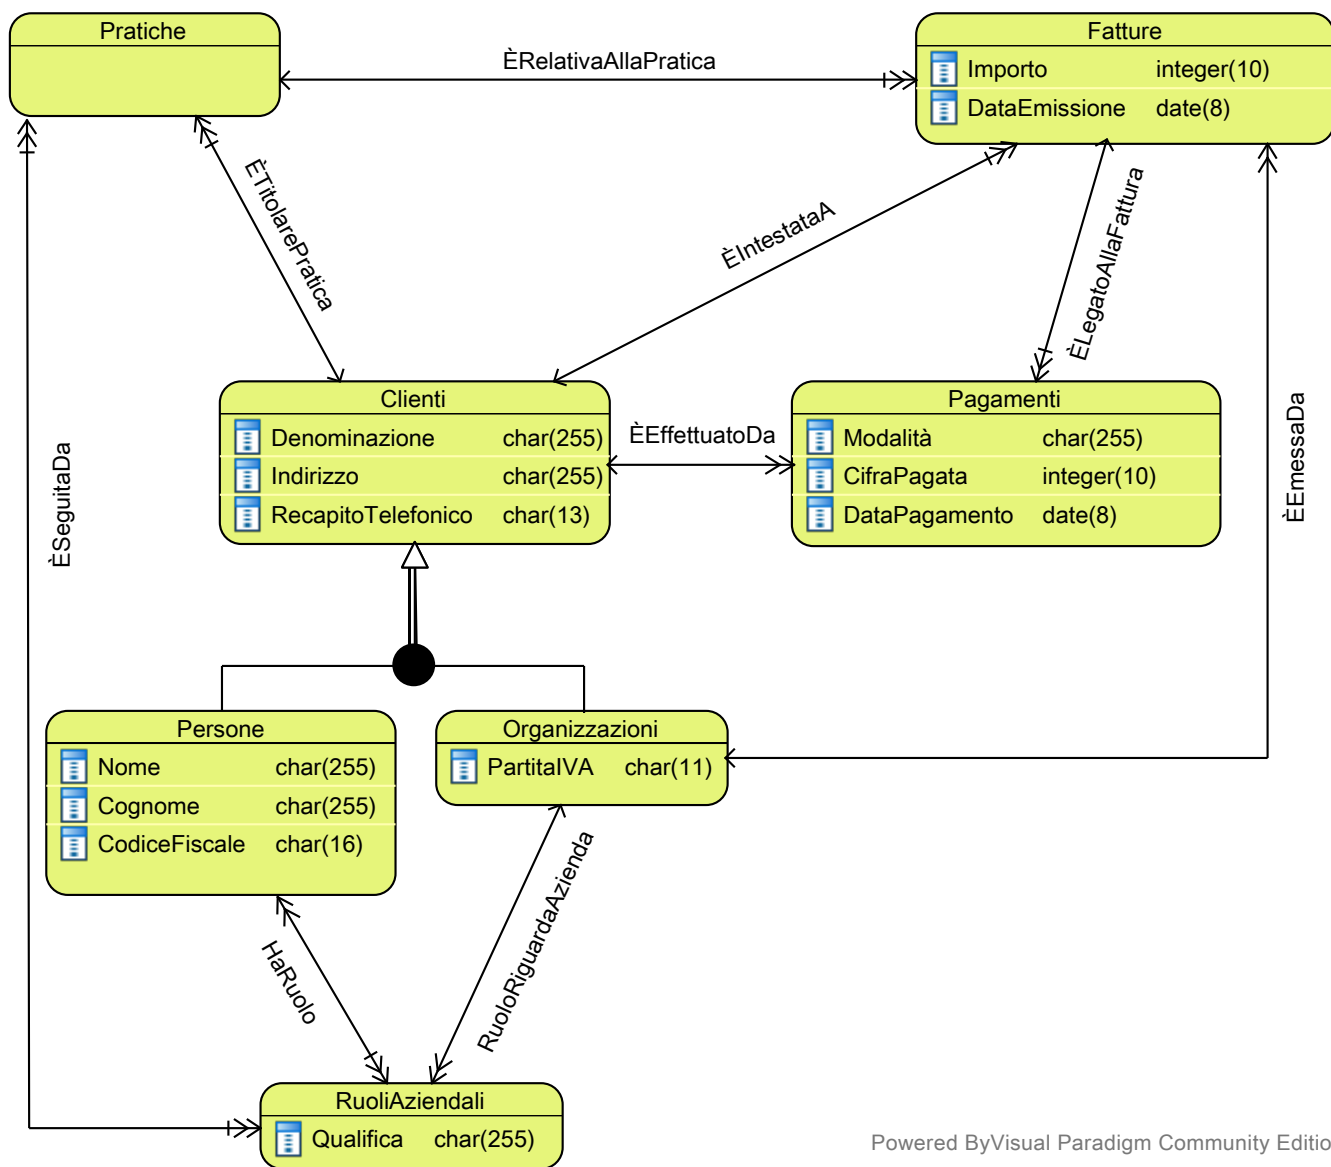 Pratiche
Fatture
Importo integer(10)
DataEmissione date(8)
ÈRelativaAllaPratica
ÈTitolarePratica
ÈIntestataA
ÈLegatoAllaFattura
Clienti
Denominazione char(255)
Indirizzo char(255)
RecapitoTelefonico char(13)
ÈEffettuatoDa
Pagamenti
Modalità char(255)
CifraPagata integer(10)
DataPagamento date(8)
ÈSeguitaDa
ÈEmessaDa
Persone
Nome char(255)
Cognome char(255)
CodiceFiscale char(16)
Organizzazioni
PartitaIVA char(11)
HaRuolo
RuoloRiguardaAzienda
RuoliAziendali
Qualifica char(255)
Powered ByVisual Paradigm Community Editio